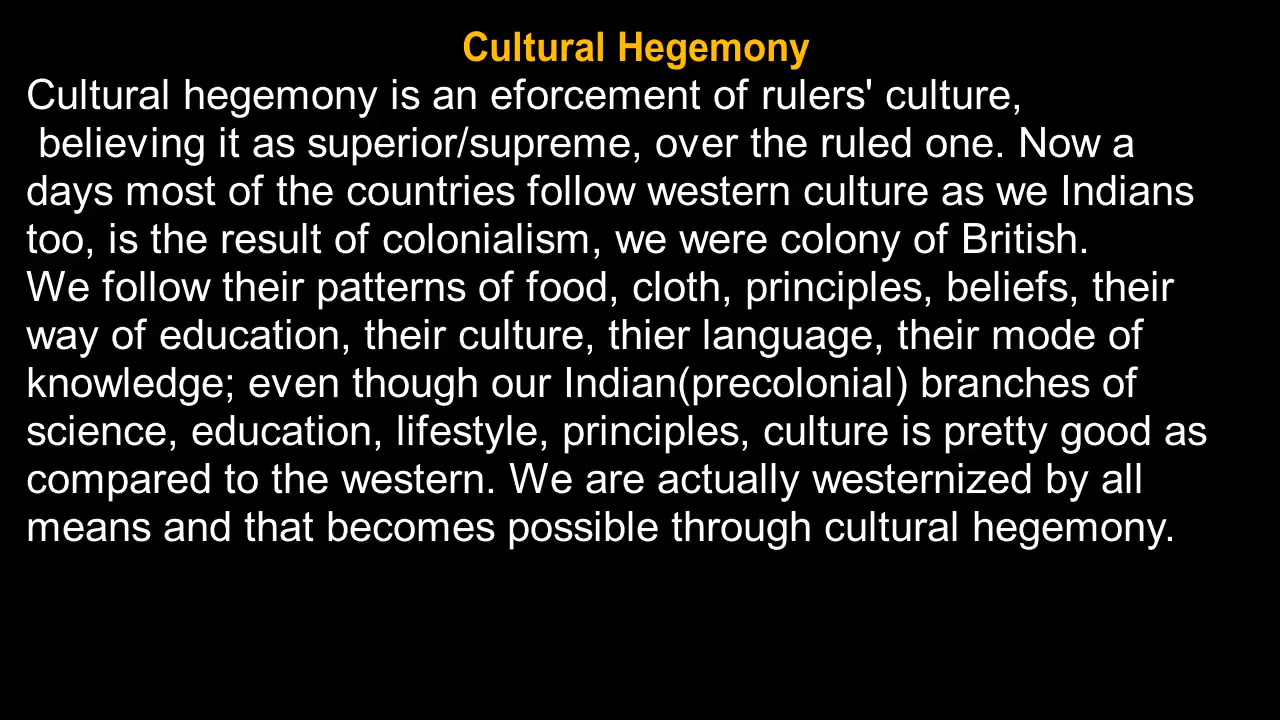 Cultural Hegemony
Cultural hegemony is an eforcement of rulers' culture,
believing it as superior/supreme, over the ruled one. Now a
days most of the countries follow western culture as we Indians
too, is the result of colonialism, we were colony of British.
We follow their patterns of food, cloth, principles, beliefs, their
way of education, their culture, thier language, their mode of
knowledge; even though our Indian(precolonial) branches of
science, education, lifestyle, principles, culture is pretty good as
compared to the western. We are actually westernized by all
means and that becomes possible through cultural hegemony.